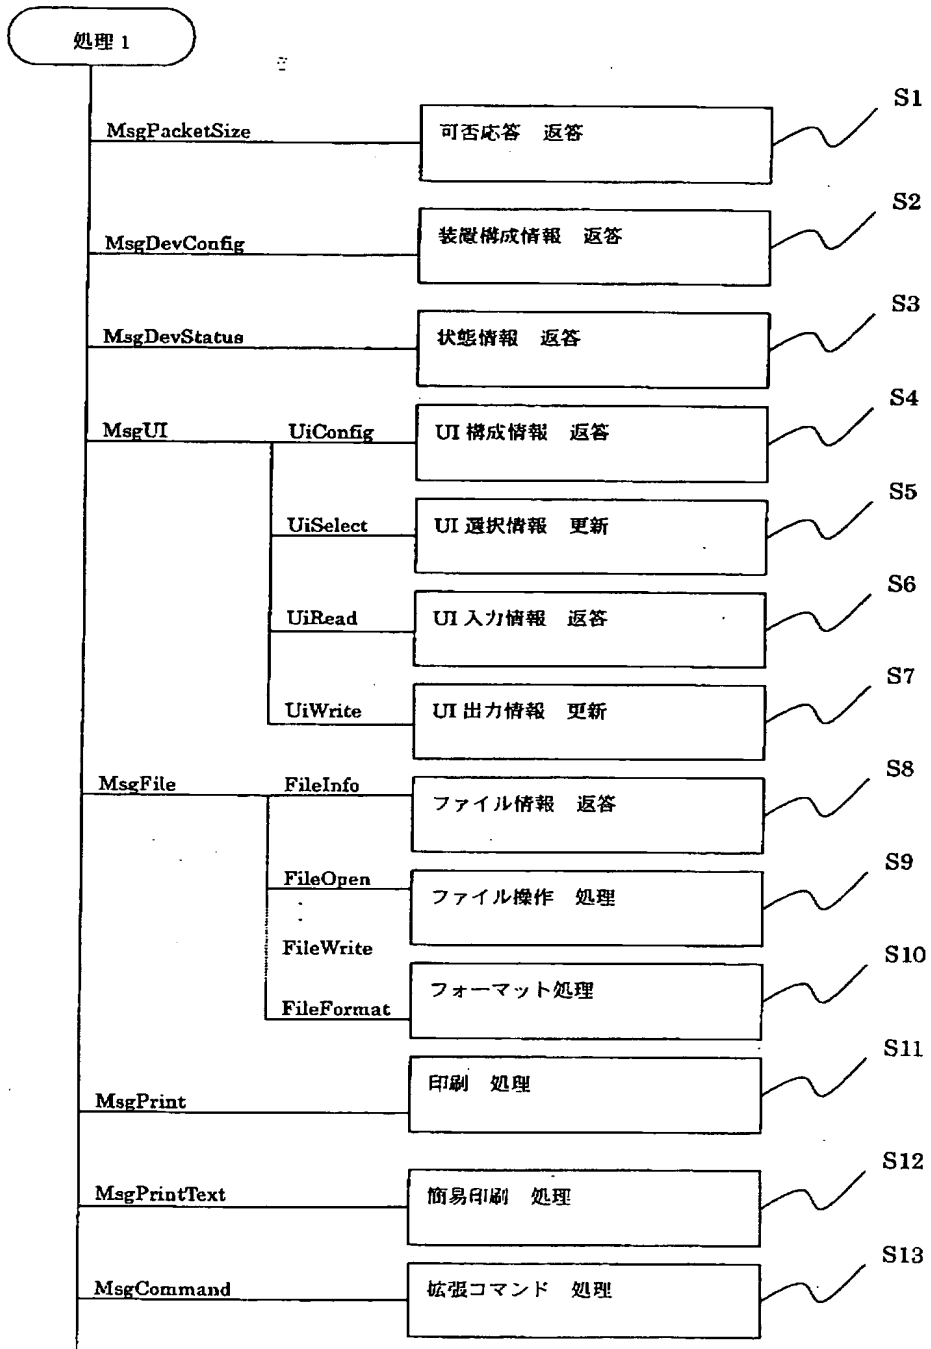 処理 1
MsgPacketSize
可否応答 返答
S1
MsgDevConfig
装置構成情報 返答
S2
MsgDevStatus
状態情報 返答
S3
MsgUI
UiConfig
UI 構成情報 返答
S4
UiSelect
UI 選択情報 更新
S5
UiRead
UI 入力情報 返答
S6
UiWrite
UI 出力情報 更新
S7
MsgFile
FileInfo
ファイル情報 返答
S8
FileOpen
ファイル操作 処理
S9
FileWrite
FileFormat
フォーマット処理
S10
MsgPrint
印刷 処理
S11
MsgPrintText
簡易印刷 処理
S12
MsgCommand
拡張コマンド 処理
S13